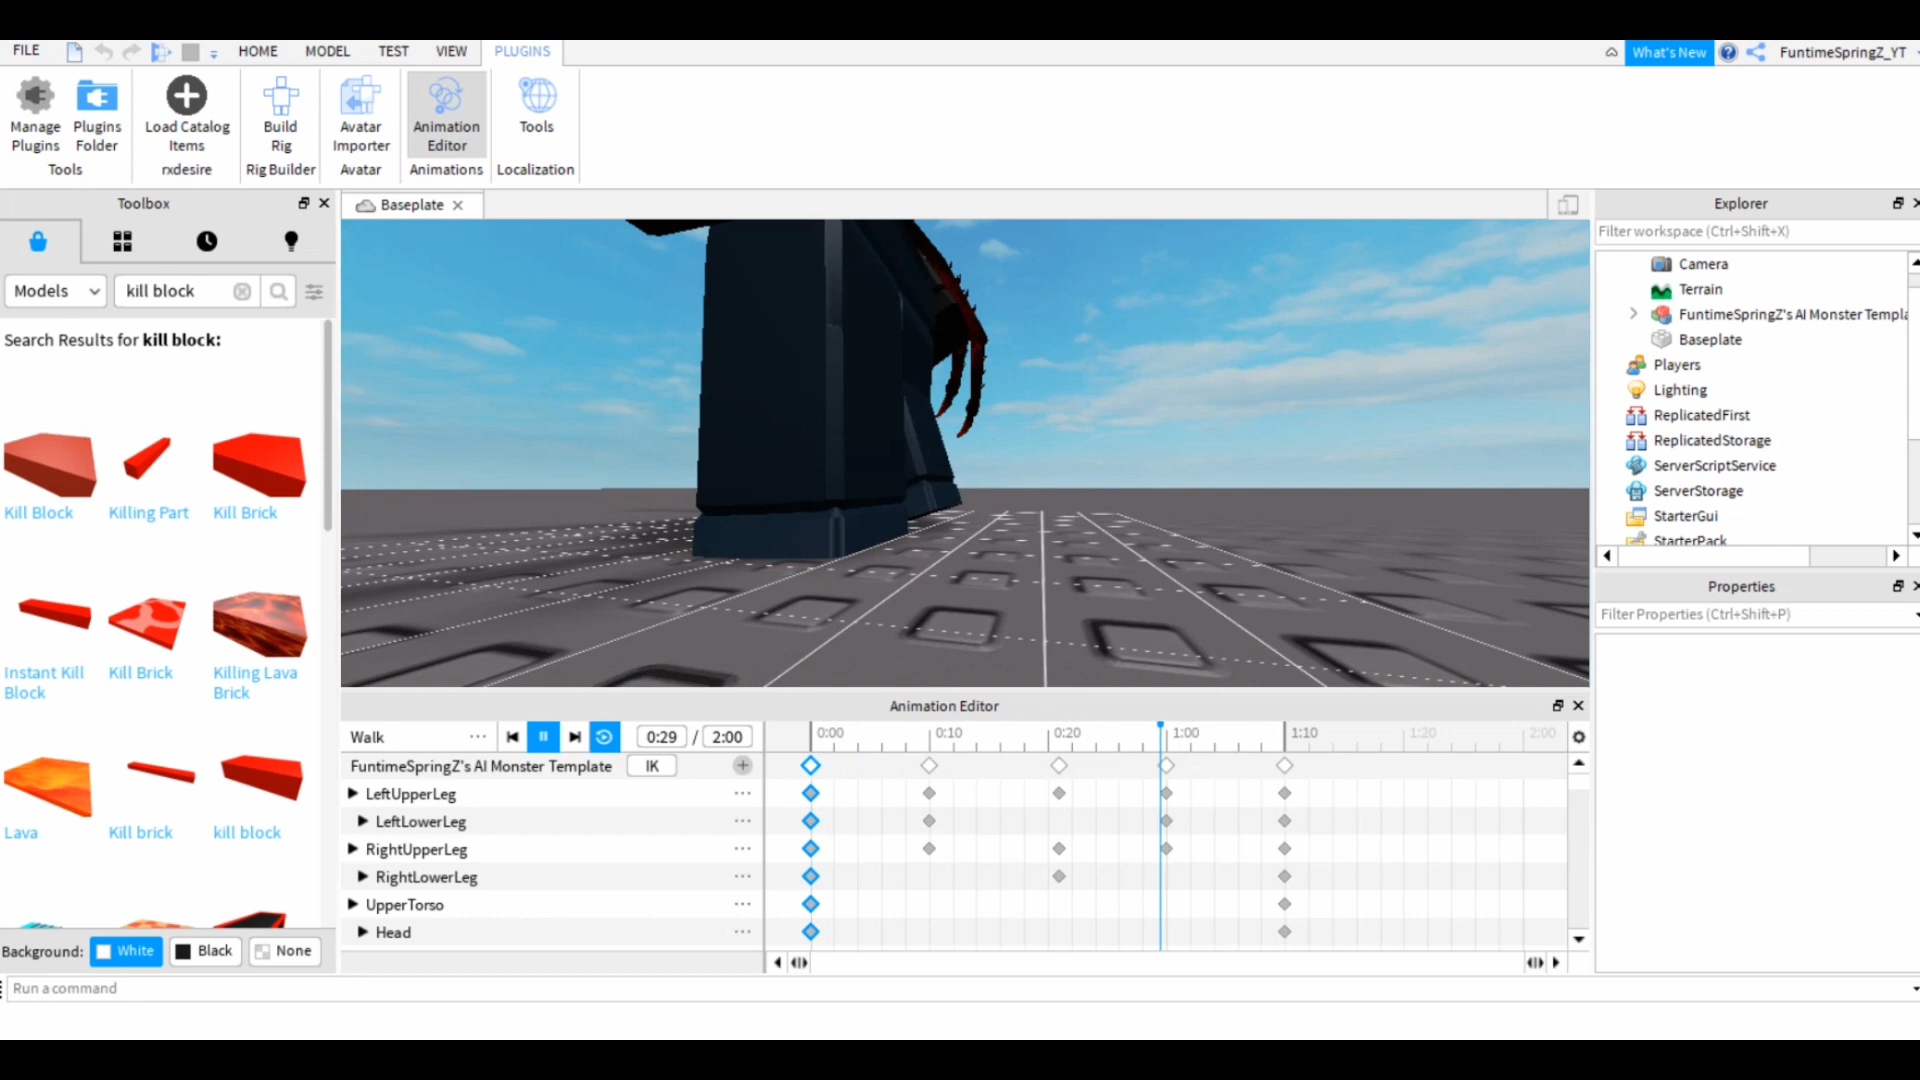 FILE HOME MODEL TEST VIEW PLUGINS What's New FuntimeSpringZ_YT
Manage Plugins
Plugins Folder
Load Catalog Items
Build Rig
Avatar Importer
Animation Editor
Tools
Tools rxdesire Rig Builder Avatar Animations Localization
Toolbox
Models kill block
Search Results for kill block:
Kill Block Killing Part Kill Brick
Instant Kill Block
Kill Brick
Killing Lava Brick
Lava Kill brick kill block
Background: White Black None
Baseplate
Explorer
Filter workspace (Ctrl+Shift+X)
Camera
Terrain
FuntimeSpringZ's AI Monster Templa
Baseplate
Players
Lighting
ReplicatedFirst
ReplicatedStorage
ServerScriptService
ServerStorage
StarterGui
StarterPack
Properties
Filter Properties (Ctrl+Shift+P)
Animation Editor
Walk 0:29 / 2:00 0:00 0:10 0:20 1:00 1:10 1:20 2:00
FuntimeSpringZ's AI Monster Template IK
LeftUpperLeg
LeftLowerLeg
RightUpperLeg
RightLowerLeg
UpperTorso
Head
Run a command